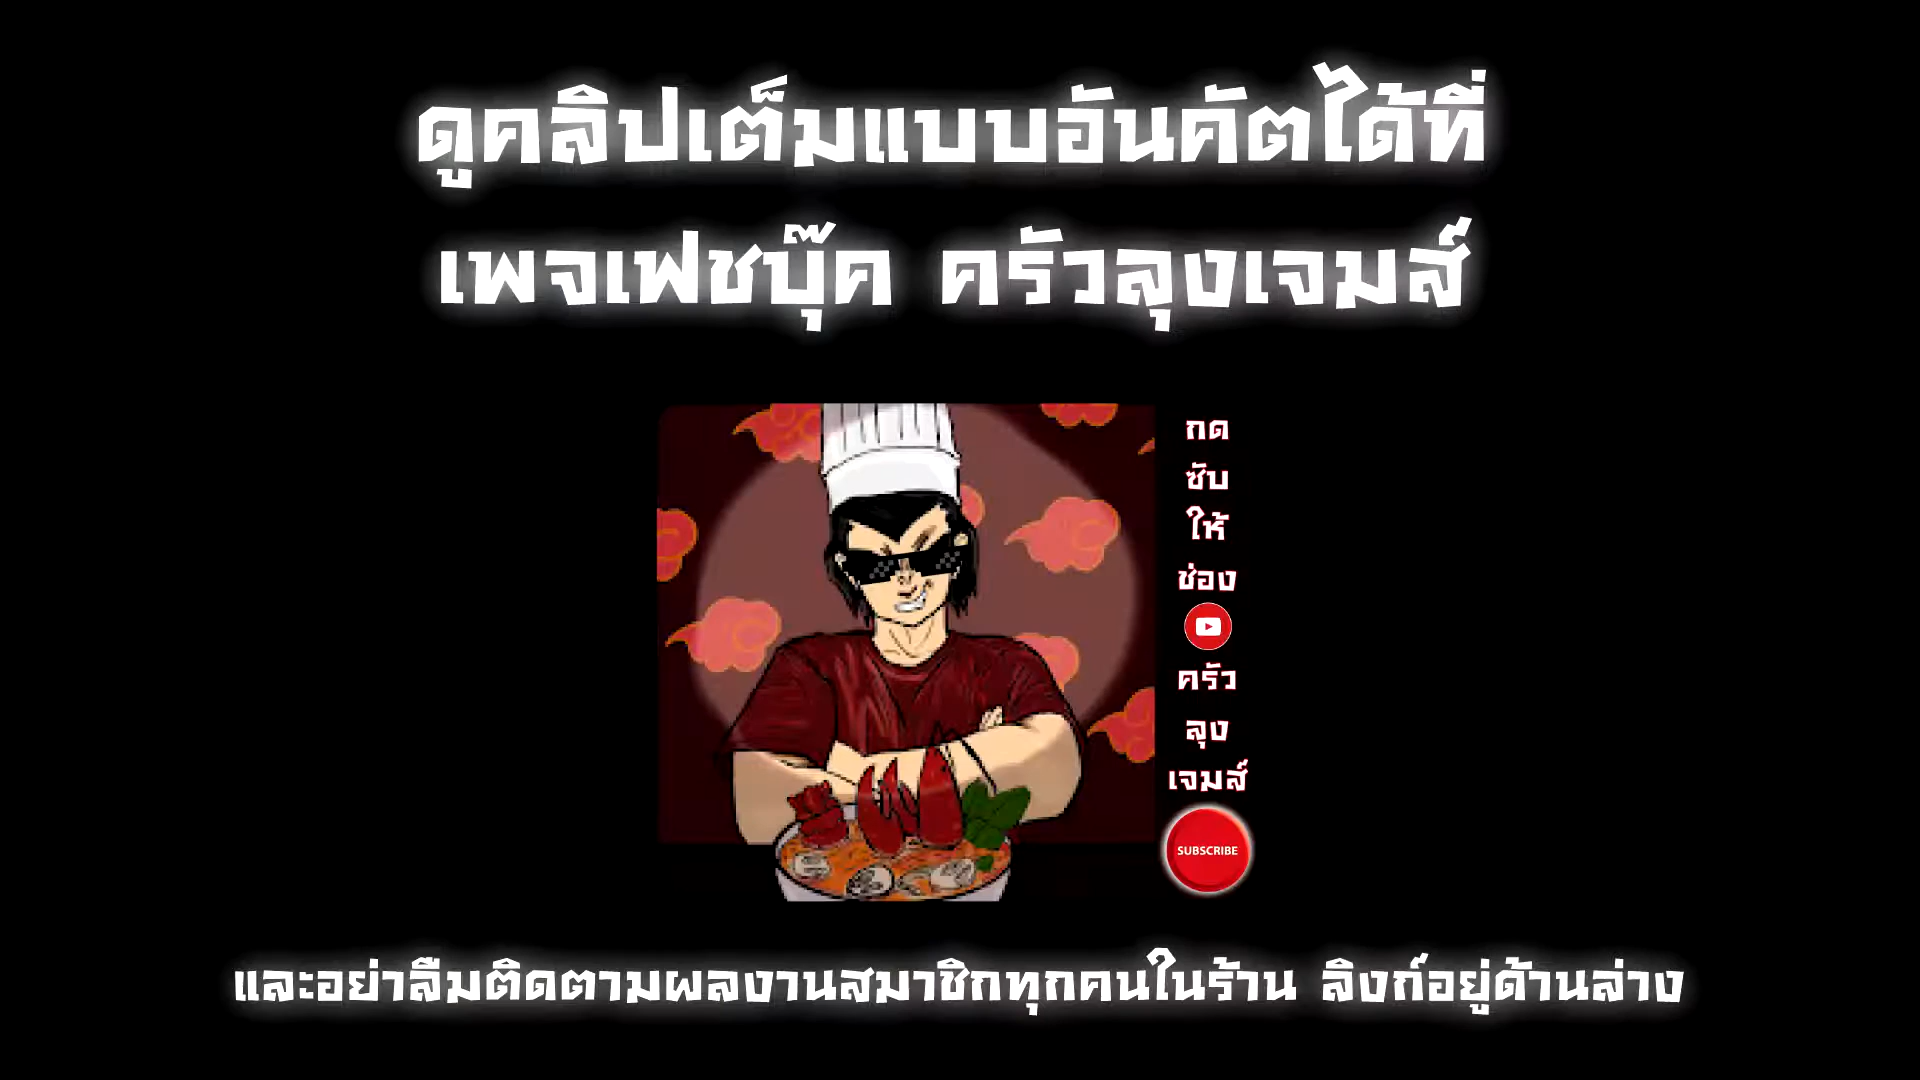 ดูคลิปเต็มแบบอันคัตได้ที่
เพจเฟซบุ๊ค ครัวลุงเจมส์
กด
ซับ
ให้
ช่อง
ครัว
ลุง
เจมส์
SUBSCRIBE
และอย่าลืมติดตามผลงานสมาชิกทุกคนในร้าน ลิงก์อยู่ด้านล่าง